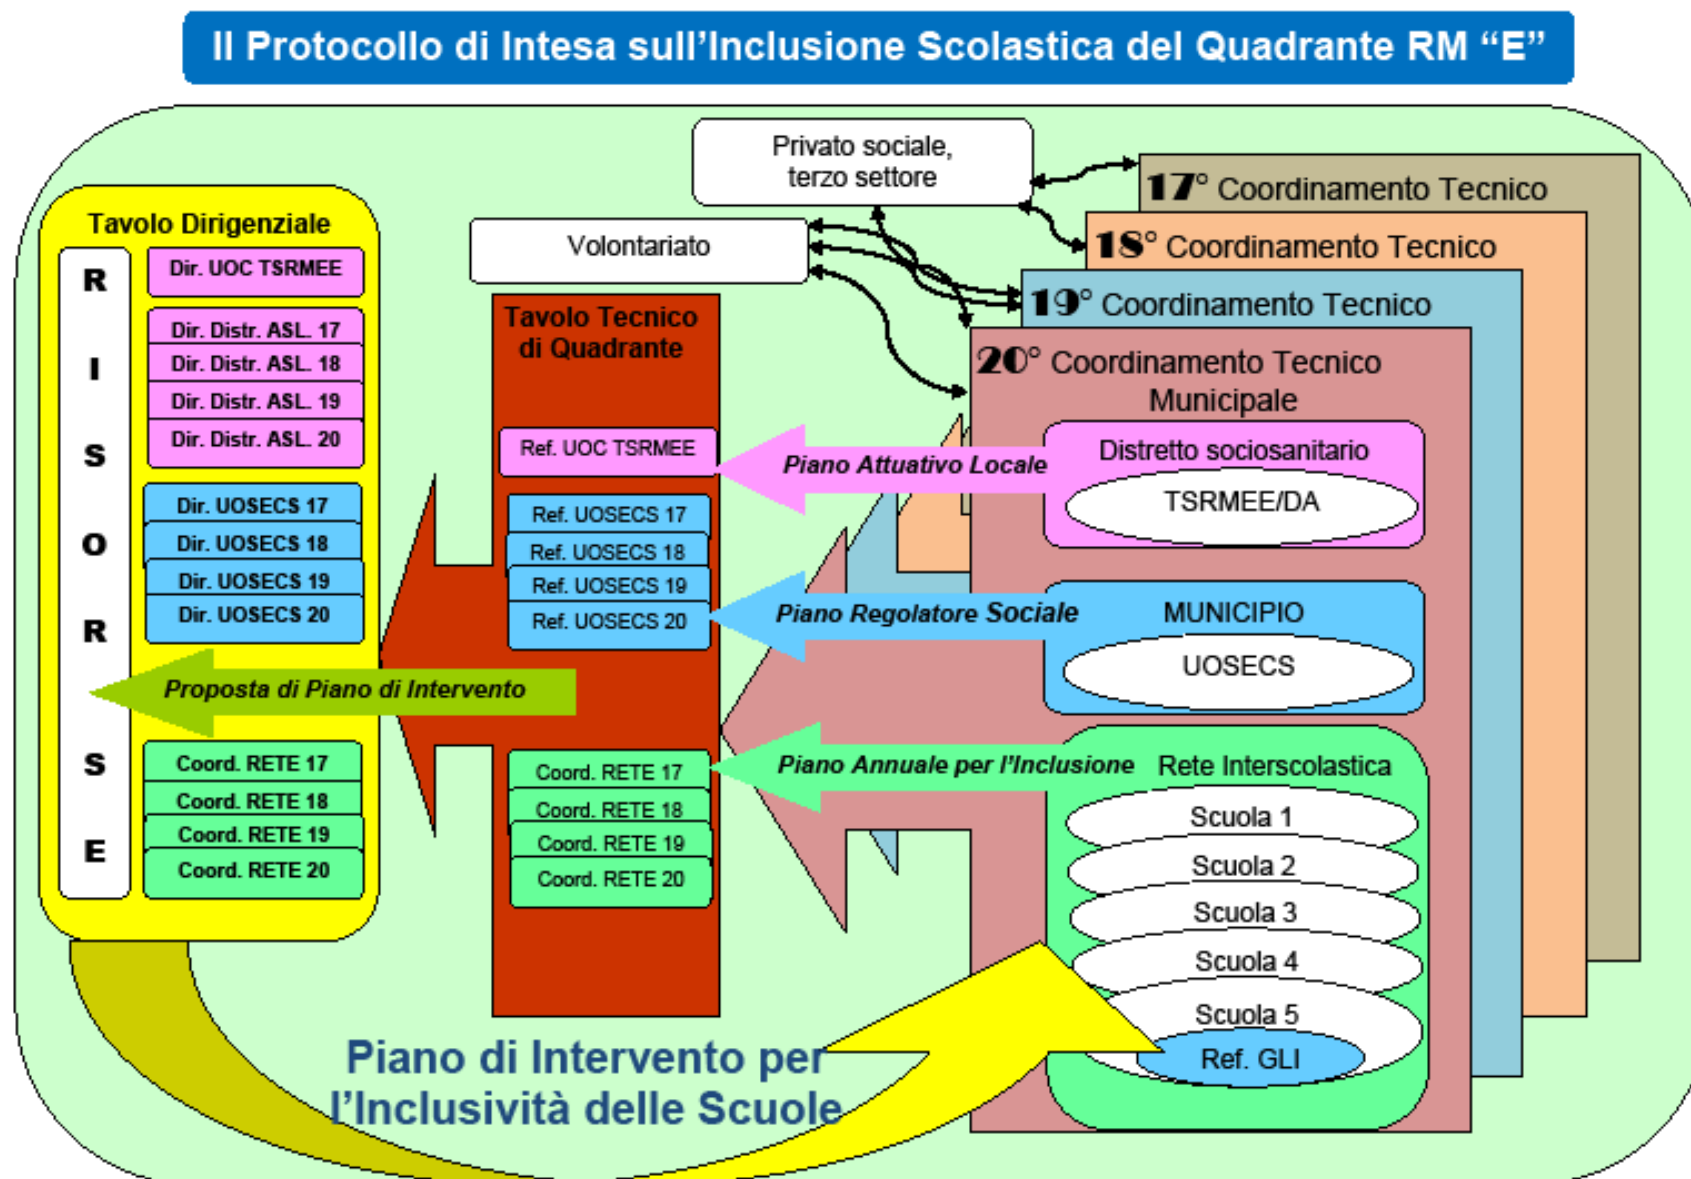 Il Protocollo di Intesa sull'Inclusione Scolastica del Quadrante RM “E”
Privato sociale,
terzo settore
Volontariato
17° Coordinamento Tecnico
18° Coordinamento Tecnico
19° Coordinamento Tecnico
20° Coordinamento Tecnico
Municipale
Tavolo Dirigenziale
R
I
S
O
R
S
E
Dir. UOC TSRMEE
Dir. Distr. ASL. 17
Dir. Distr. ASL. 18
Dir. Distr. ASL. 19
Dir. Distr. ASL. 20
Dir. UOSECS 17
Dir. UOSECS 18
Dir. UOSECS 19
Dir. UOSECS 20
Proposta di Piano di Intervento
Coord. RETE 17
Coord. RETE 18
Coord. RETE 19
Coord. RETE 20
Tavolo Tecnico
di Quadrante
Ref. UOC TSRMEE
Ref. UOSECS 17
Ref. UOSECS 18
Ref. UOSECS 19
Ref. UOSECS 20
Coord. RETE 17
Coord. RETE 18
Coord. RETE 19
Coord. RETE 20
Piano Attuativo Locale
Distretto sociosanitario
TSRMEE/DA
Piano Regolatore Sociale
MUNICIPIO
UOSECS
Piano Annuale per l'Inclusione
Rete Interscolastica
Scuola 1
Scuola 2
Scuola 3
Scuola 4
Scuola 5
Ref. GLI
Piano di Intervento per
l'Inclusività delle Scuole